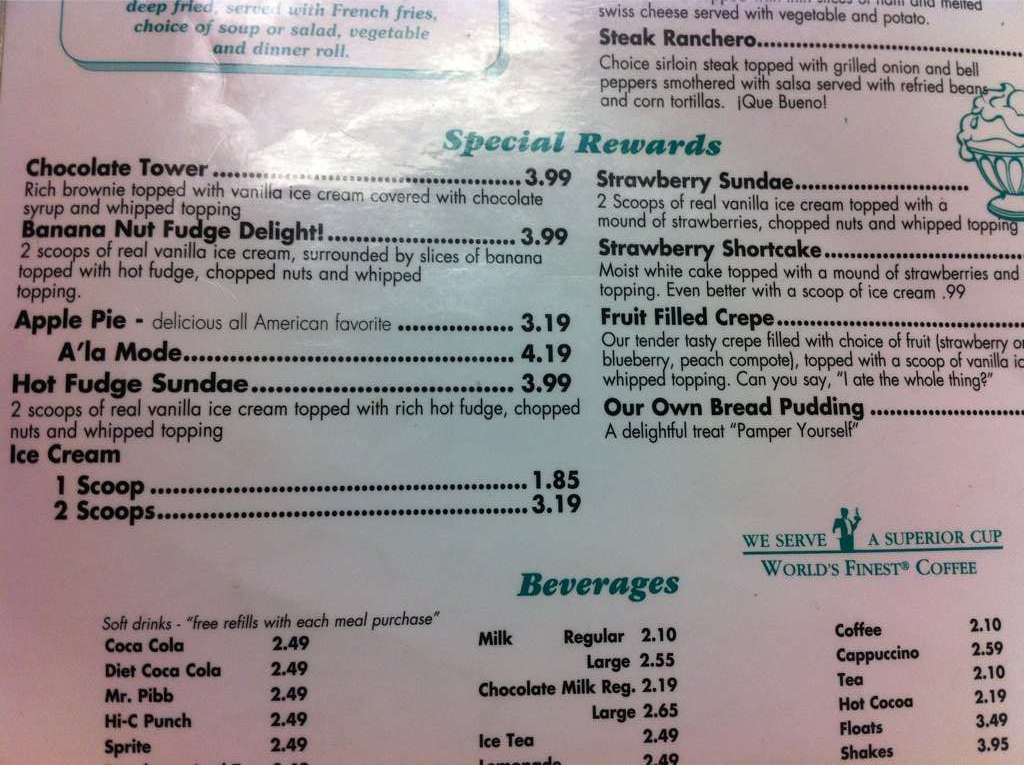 deep fried, served with French fries,
choice of soup or salad, vegetable
and dinner roll.
and melted
swiss cheese served with vegetable and potato.
Steak Ranchero
Choice sirloin steak topped with grilled onion and bell
peppers smothered with salsa served with refried beans
and corn tortillas. ¡Que Bueno!
Special Rewards
Chocolate Tower 3.99
Rich brownie topped with vanilla ice cream covered with chocolate
syrup and whipped topping
Banana Nut Fudge Delight! 3.99
2 scoops of real vanilla ice cream, surrounded by slices of banana
topped with hot fudge, chopped nuts and whipped
topping.
Apple Pie - delicious all American favorite 3.19
A'la Mode 4.19
Hot Fudge Sundae 3.99
2 scoops of real vanilla ice cream topped with rich hot fudge, chopped
nuts and whipped topping
Ice Cream
1 Scoop 1.85
2 Scoops 3.19
Strawberry Sundae
2 Scoops of real vanilla ice cream topped with a
mound of strawberries, chopped nuts and whipped topping
Strawberry Shortcake
Moist white cake topped with a mound of strawberries and
topping. Even better with a scoop of ice cream .99
Fruit Filled Crepe
Our tender tasty crepe filled with choice of fruit (strawberry
blueberry, peach compote), topped with a scoop of vanilla
whipped topping. Can you say, "I ate the whole thing?"
Our Own Bread Pudding
A delightful treat "Pamper Yourself"
WE SERVE A SUPERIOR CUP
WORLD'S FINEST® COFFEE
Beverages
Soft drinks - "free refills with each meal purchase"
Coca Cola 2.49
Diet Coca Cola 2.49
Mr. Pibb 2.49
Hi-C Punch 2.49
Sprite 2.49
Milk Regular 2.10
Large 2.55
Chocolate Milk Reg. 2.19
Large 2.65
Ice Tea 2.49
Lemonade 2.49
Coffee 2.10
Cappuccino 2.59
Tea 2.10
Hot Cocoa 2.19
Floats 3.49
Shakes 3.95